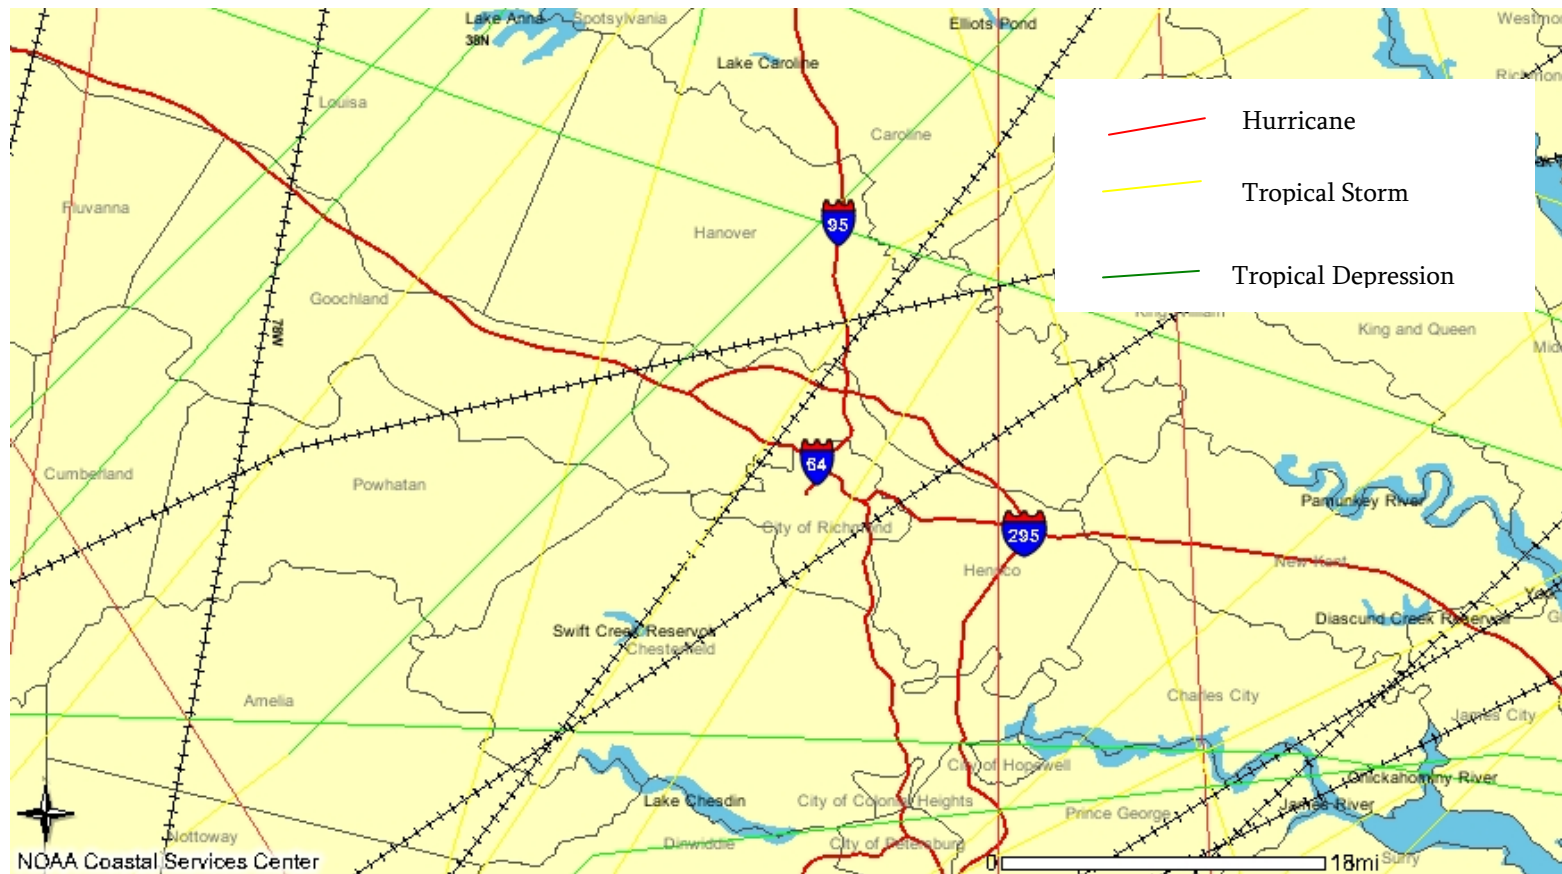 Lake Anna
Spotsylvania
38N
Elliots Pond
Westmo
Lake Caroline
Richmon
Louisa
Caroline
Hurricane
Tropical Storm
Tropical Depression
Fluvanna
95
Hanover
Goochland
78W
King William
King and Queen
Mid
Cumberland
Powhatan
64
Pamunkey River
City of Richmond
295
Henrico
New Kent
Diascund Creek Reservoir
Swift Creek Reservoir
Chesterfield
Amelia
Charles City
James City
City of Hopewell
Chickahominy River
Lake Chesdin
City of Colonial Heights
Prince George
James River
Nottoway
Dinwiddie
City of Petersburg
Surry
NOAA Coastal Services Center
0
18mi